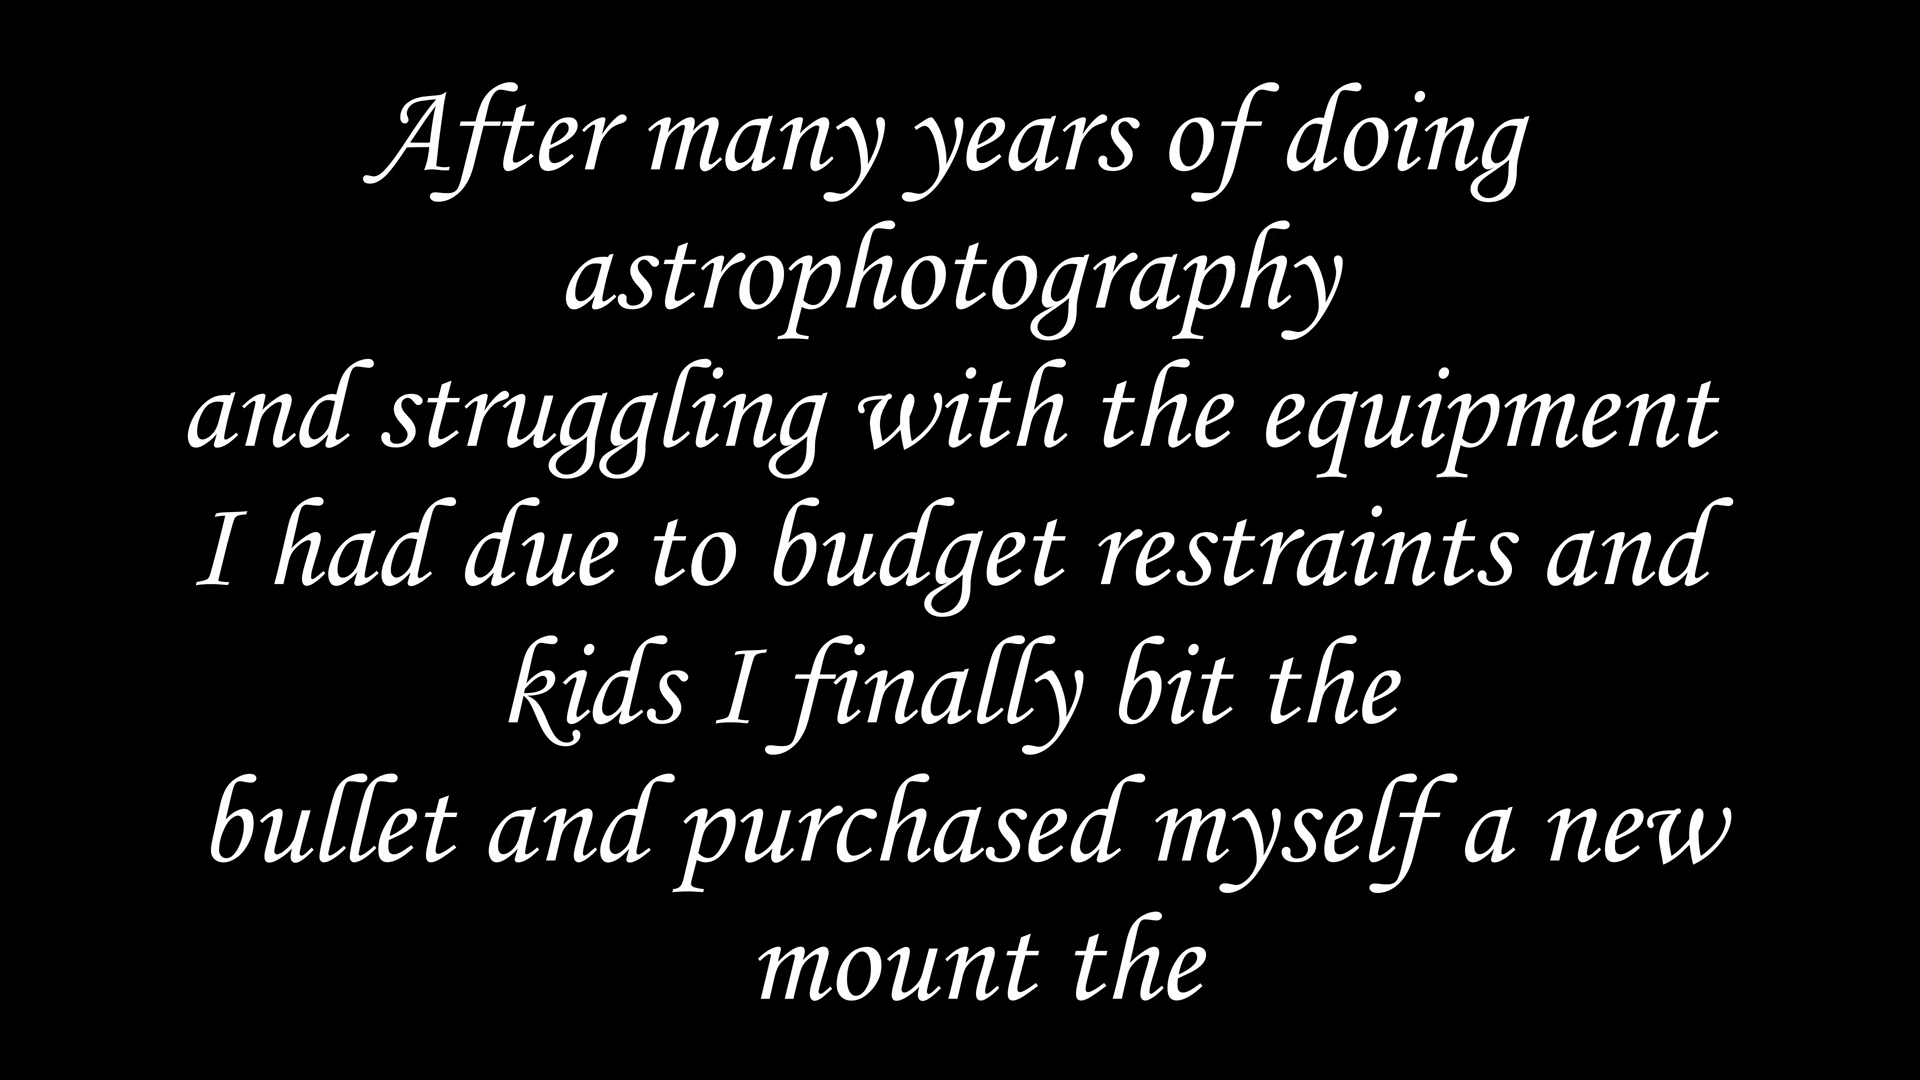 After many years of doing
astrophotography
and struggling with the equipment
I had due to budget restraints and
kids I finally bit the
bullet and purchased myself a new
mount the